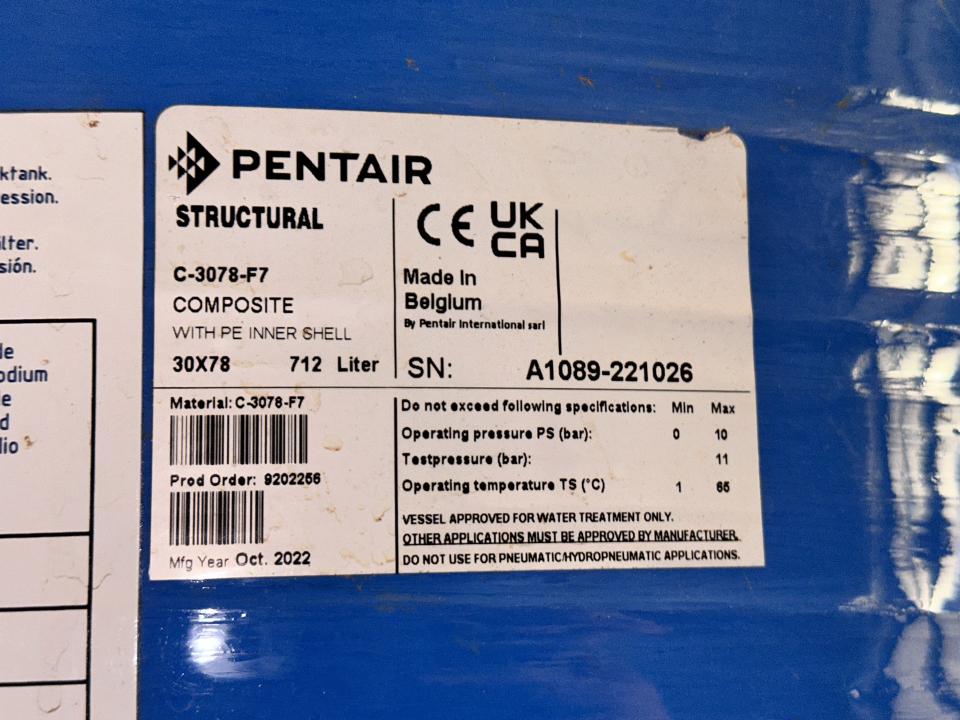 ktank.
ession.
ilter.
sión.
de
odium
e
d
lio
PENTAIR
STRUCTURAL
C-3078-F7
COMPOSITE
WITH PE INNER SHELL
30X78 712 Liter
CE UK
CA
Made In
Belgium
By Pentair International sarl
SN: A1089-221026
Material: C-3078-F7
Prod Order: 9202256
Mfg Year Oct. 2022
Do not exceed following specifications: Min Max
Operating pressure PS (bar): 0 10
Testpressure (bar): 11
Operating temperature TS (°C) 1 65
VESSEL APPROVED FOR WATER TREATMENT ONLY.
OTHER APPLICATIONS MUST BE APPROVED BY MANUFACTURER.
DO NOT USE FOR PNEUMATIC/HYDROPNEUMATIC APPLICATIONS.